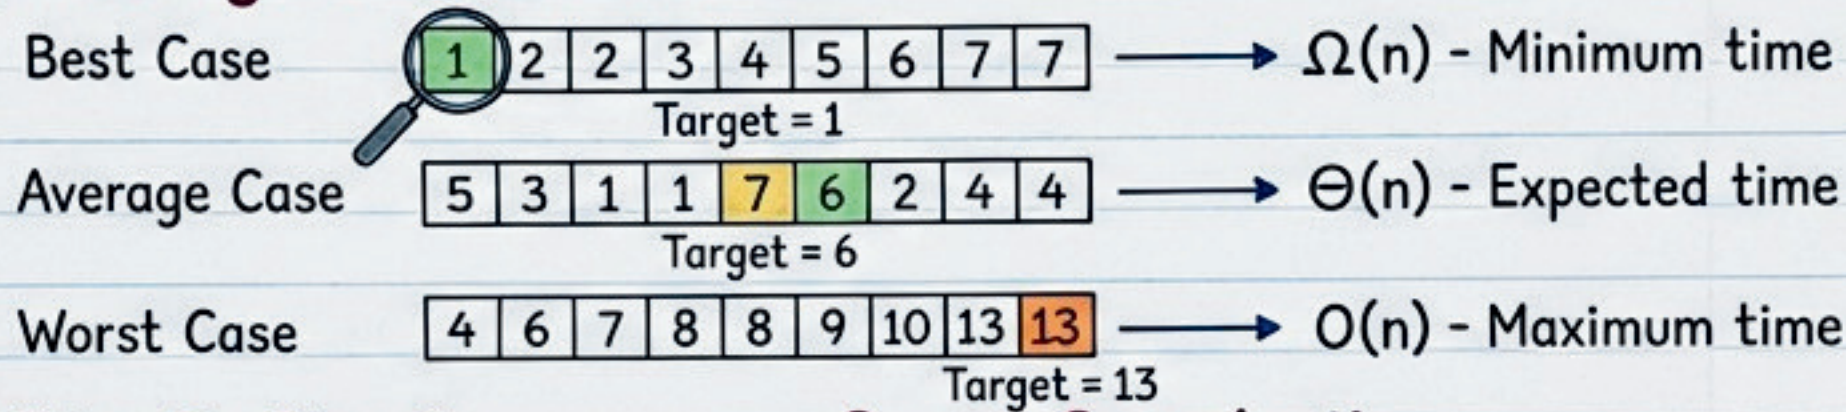 Best Case 1 2 2 3 4 5 6 7 7 Ω(n) - Minimum time
Target = 1
Average Case 5 3 1 1 7 6 2 4 4 Θ(n) - Expected time
Target = 6
Worst Case 4 6 7 8 8 9 10 13 13 O(n) - Maximum time
Target = 13